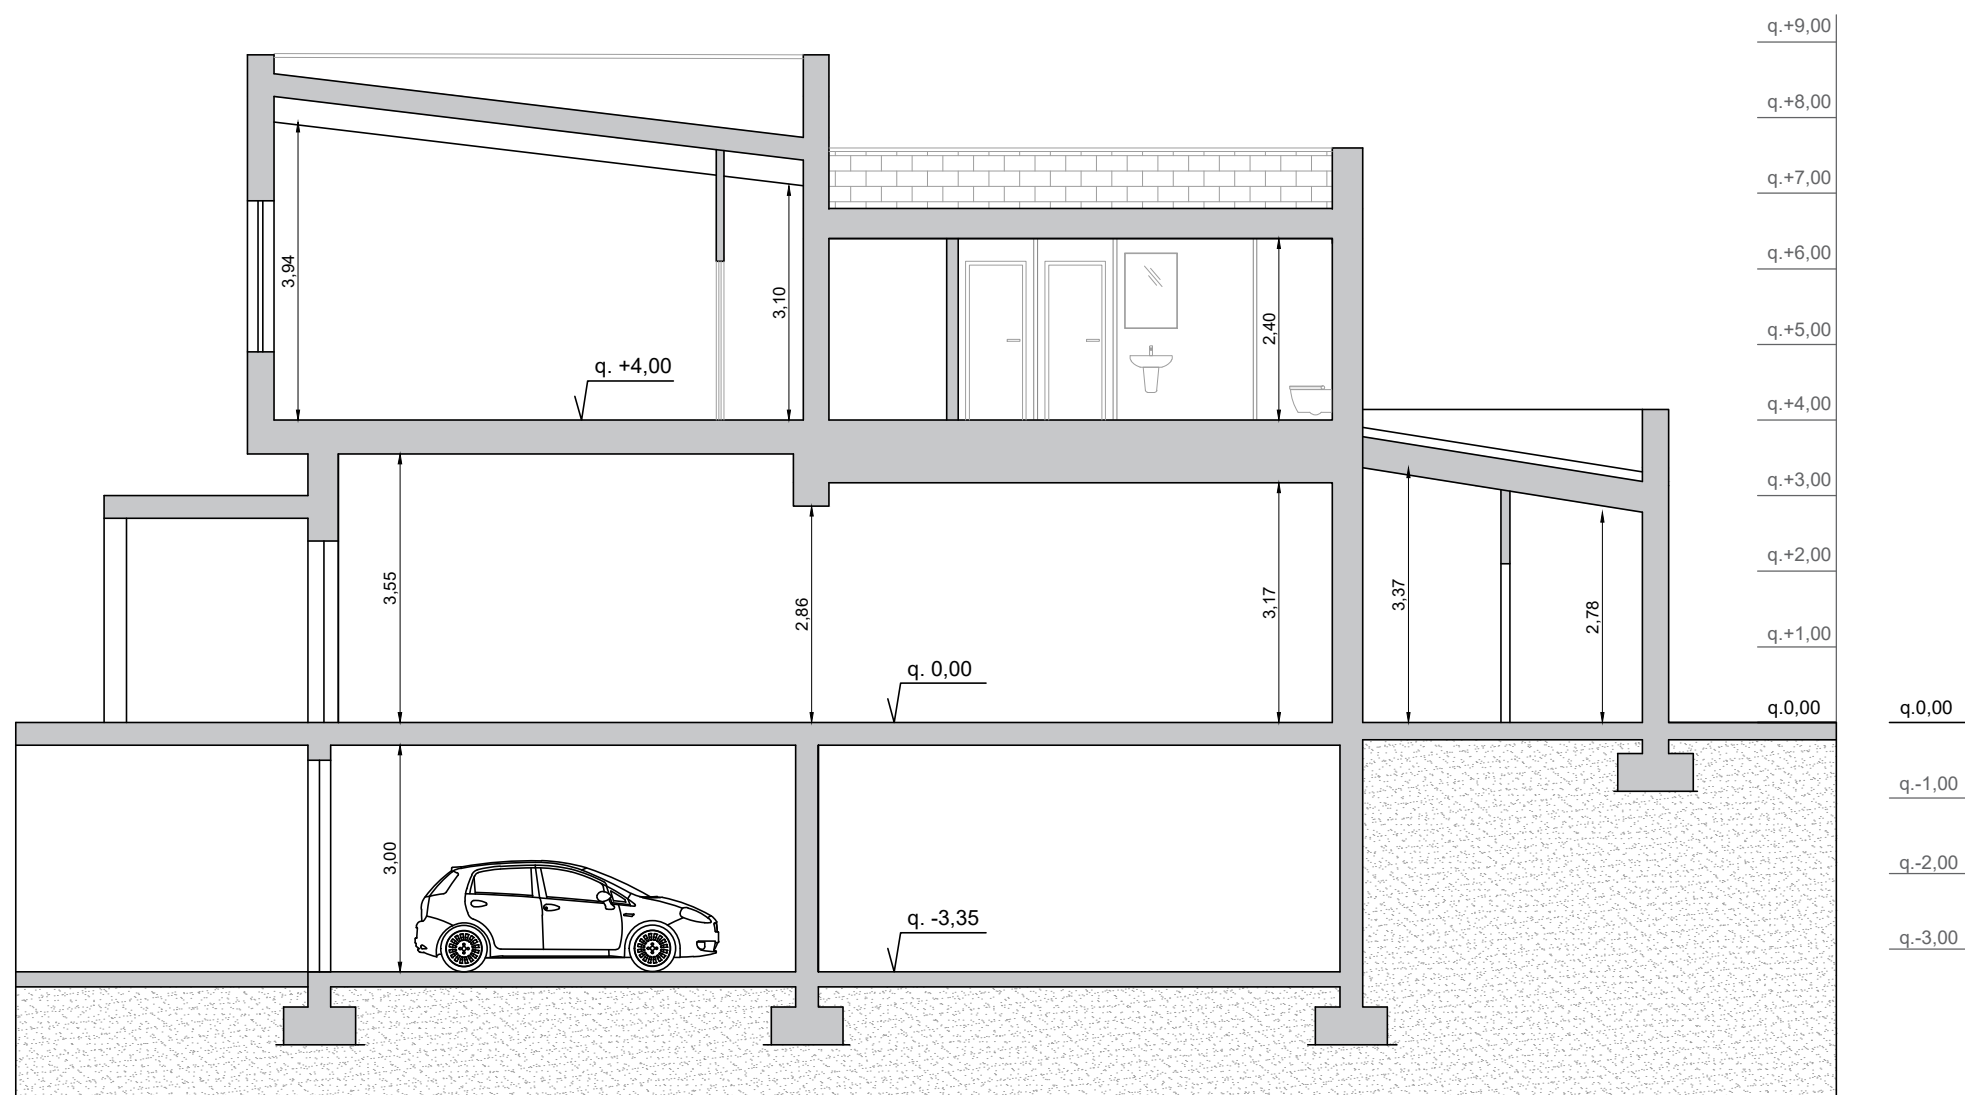 q.+9,00
q.+8,00
q.+7,00
q.+6,00
3,94
3,10
2,40
q.+5,00
q. +4,00
q.+4,00
q.+3,00
3,55
2,86
3,17
3,37
2,78
q.+2,00
q.+1,00
q. 0,00
q.0,00
q.0,00
q.-1,00
3,00
q.-2,00
q. -3,35
q.-3,00